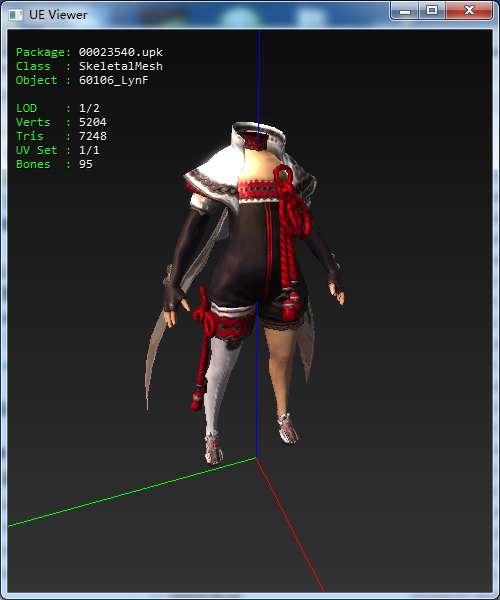 UE Viewer
Package: 00023540.upk
Class : SkeletalMesh
Object : 60106_LynF
LOD : 1/2
Verts : 5204
Tris : 7248
UV Set : 1/1
Bones : 95